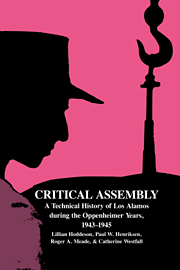 CRITICAL ASSEMBLY
A Technical History of Los Alamos
during the Oppenheimer Years,
1943–1945
Lillian Hoddeson, Paul W. Henriksen,
Roger A. Meade, & Catherine Westfall